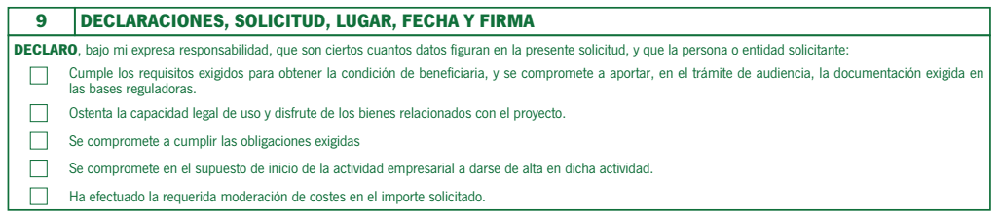 9 DECLARACIONES, SOLICITUD, LUGAR, FECHA Y FIRMA
DECLARO, bajo mi expresa responsabilidad, que son ciertos cuantos datos figuran en la presente solicitud, y que la persona o entidad solicitante:
Cumple los requisitos exigidos para obtener la condición de beneficiaria, y se compromete a aportar, en el trámite de audiencia, la documentación exigida en
las bases reguladoras.
Ostenta la capacidad legal de uso y disfrute de los bienes relacionados con el proyecto.
Se compromete a cumplir las obligaciones exigidas
Se compromete en el supuesto de inicio de la actividad empresarial a darse de alta en dicha actividad.
Ha efectuado la requerida moderación de costes en el importe solicitado.